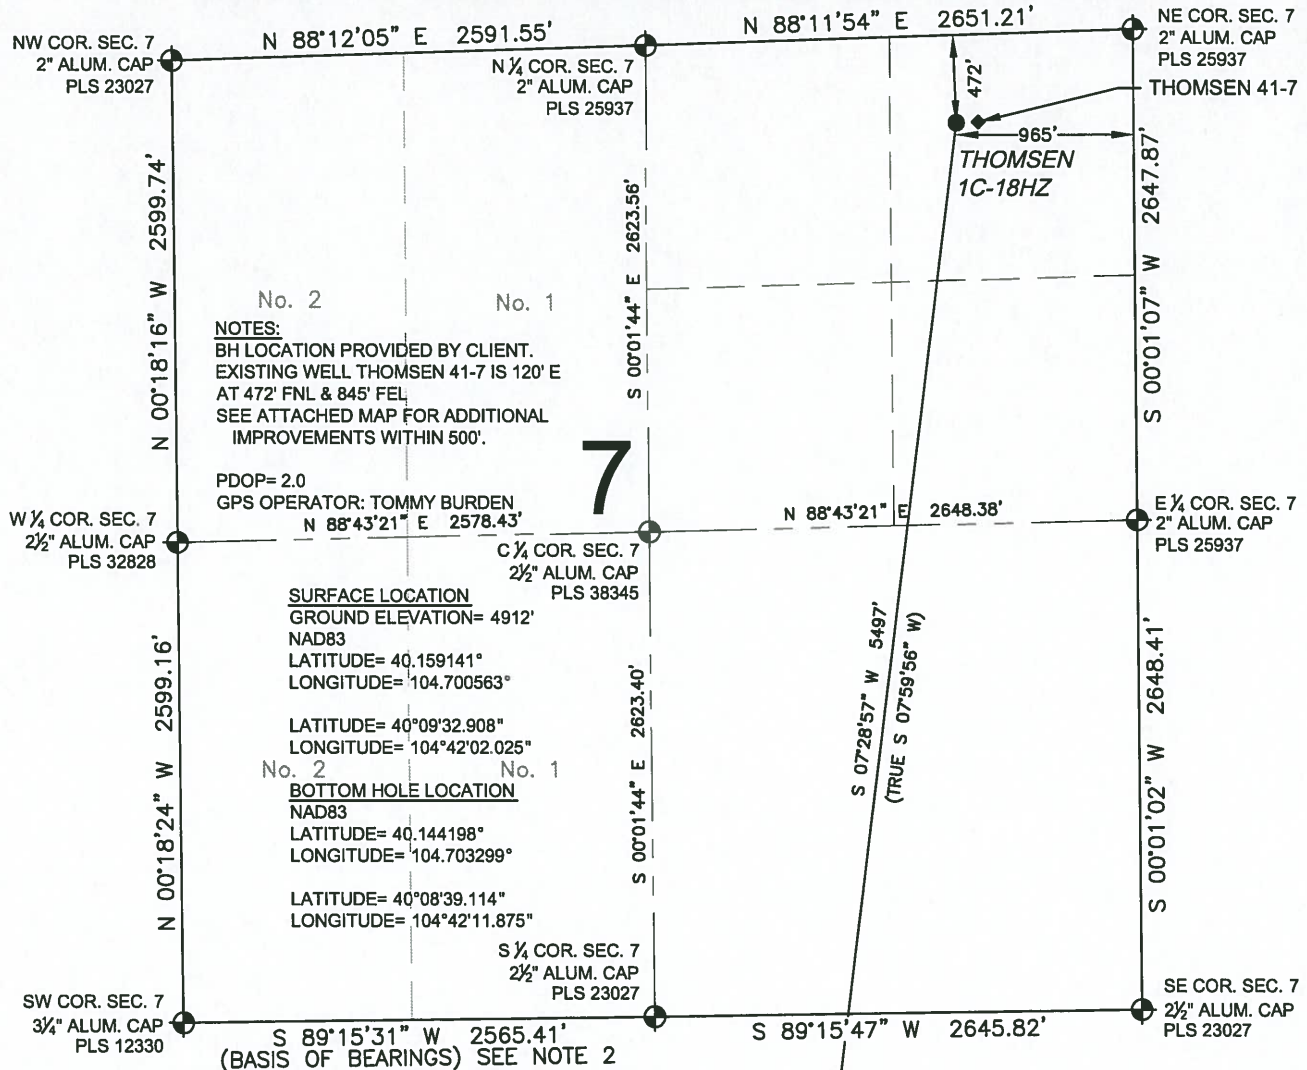 N 88°12'05" E 2591.55'
N 88°11'54" E 2651.21'
NW COR. SEC. 7
2" ALUM. CAP
PLS 23027
N ¼ COR. SEC. 7
2" ALUM. CAP
PLS 25937
NE COR. SEC. 7
2" ALUM. CAP
PLS 25937
THOMSEN 41-7
472'
965'
THOMSEN
1C-18HZ
N 00°18'16" W 2599.74'
S 00°01'44" E 2623.56'
S 00°01'07" W 2647.87'
No. 2
No. 1
NOTES:
BH LOCATION PROVIDED BY CLIENT.
EXISTING WELL THOMSEN 41-7 IS 120' E
AT 472' FNL & 845' FEL
SEE ATTACHED MAP FOR ADDITIONAL
IMPROVEMENTS WITHIN 500'.
PDOP= 2.0
GPS OPERATOR: TOMMY BURDEN
7
N 88°43'21" E 2578.43'
N 88°43'21" E 2648.38'
W ¼ COR. SEC. 7
2½" ALUM. CAP
PLS 32828
C ¼ COR. SEC. 7
2½" ALUM. CAP
PLS 38345
E ¼ COR. SEC. 7
2" ALUM. CAP
PLS 25937
SURFACE LOCATION
GROUND ELEVATION= 4912'
NAD83
LATITUDE= 40.159141°
LONGITUDE= 104.700563°
LATITUDE= 40°09'32.908"
LONGITUDE= 104°42'02.025"
No. 2
No. 1
BOTTOM HOLE LOCATION
NAD83
LATITUDE= 40.144198°
LONGITUDE= 104.703299°
LATITUDE= 40°08'39.114"
LONGITUDE= 104°42'11.875"
N 00°18'24" W 2599.16'
S 00°01'44" E 2623.40'
S 07°28'57" W 5497'
(TRUE S 07°59'56" W)
S 00°01'02" W 2648.41'
SW COR. SEC. 7
3¼" ALUM. CAP
PLS 12330
S ¼ COR. SEC. 7
2½" ALUM. CAP
PLS 23027
SE COR. SEC. 7
2½" ALUM. CAP
PLS 23027
S 89°15'31" W 2565.41'
(BASIS OF BEARINGS) SEE NOTE 2
S 89°15'47" W 2645.82'